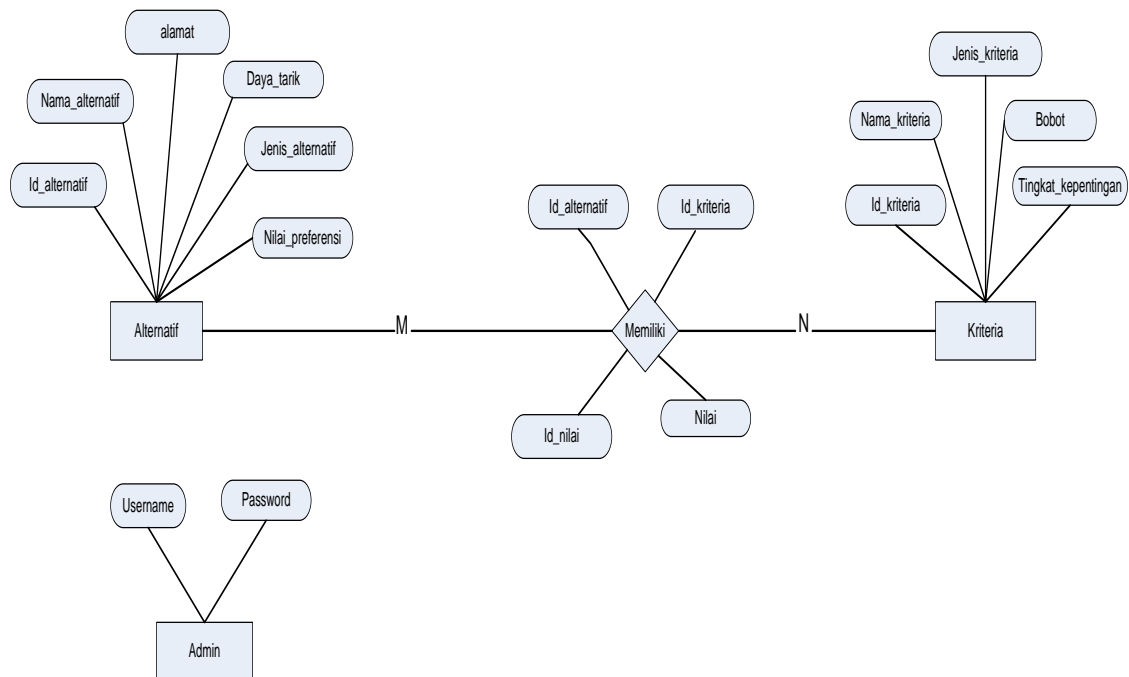 alamat
Daya_tarik
Nama_alternatif
Jenis_alternatif
Id_alternatif
Nilai_preferensi
Alternatif
M
Id_alternatif
Id_kriteria
Memiliki
Id_nilai
Nilai
N
Jenis_kriteria
Nama_kriteria
Bobot
Tingkat_kepentingan
Id_kriteria
Kriteria
Username
Password
Admin